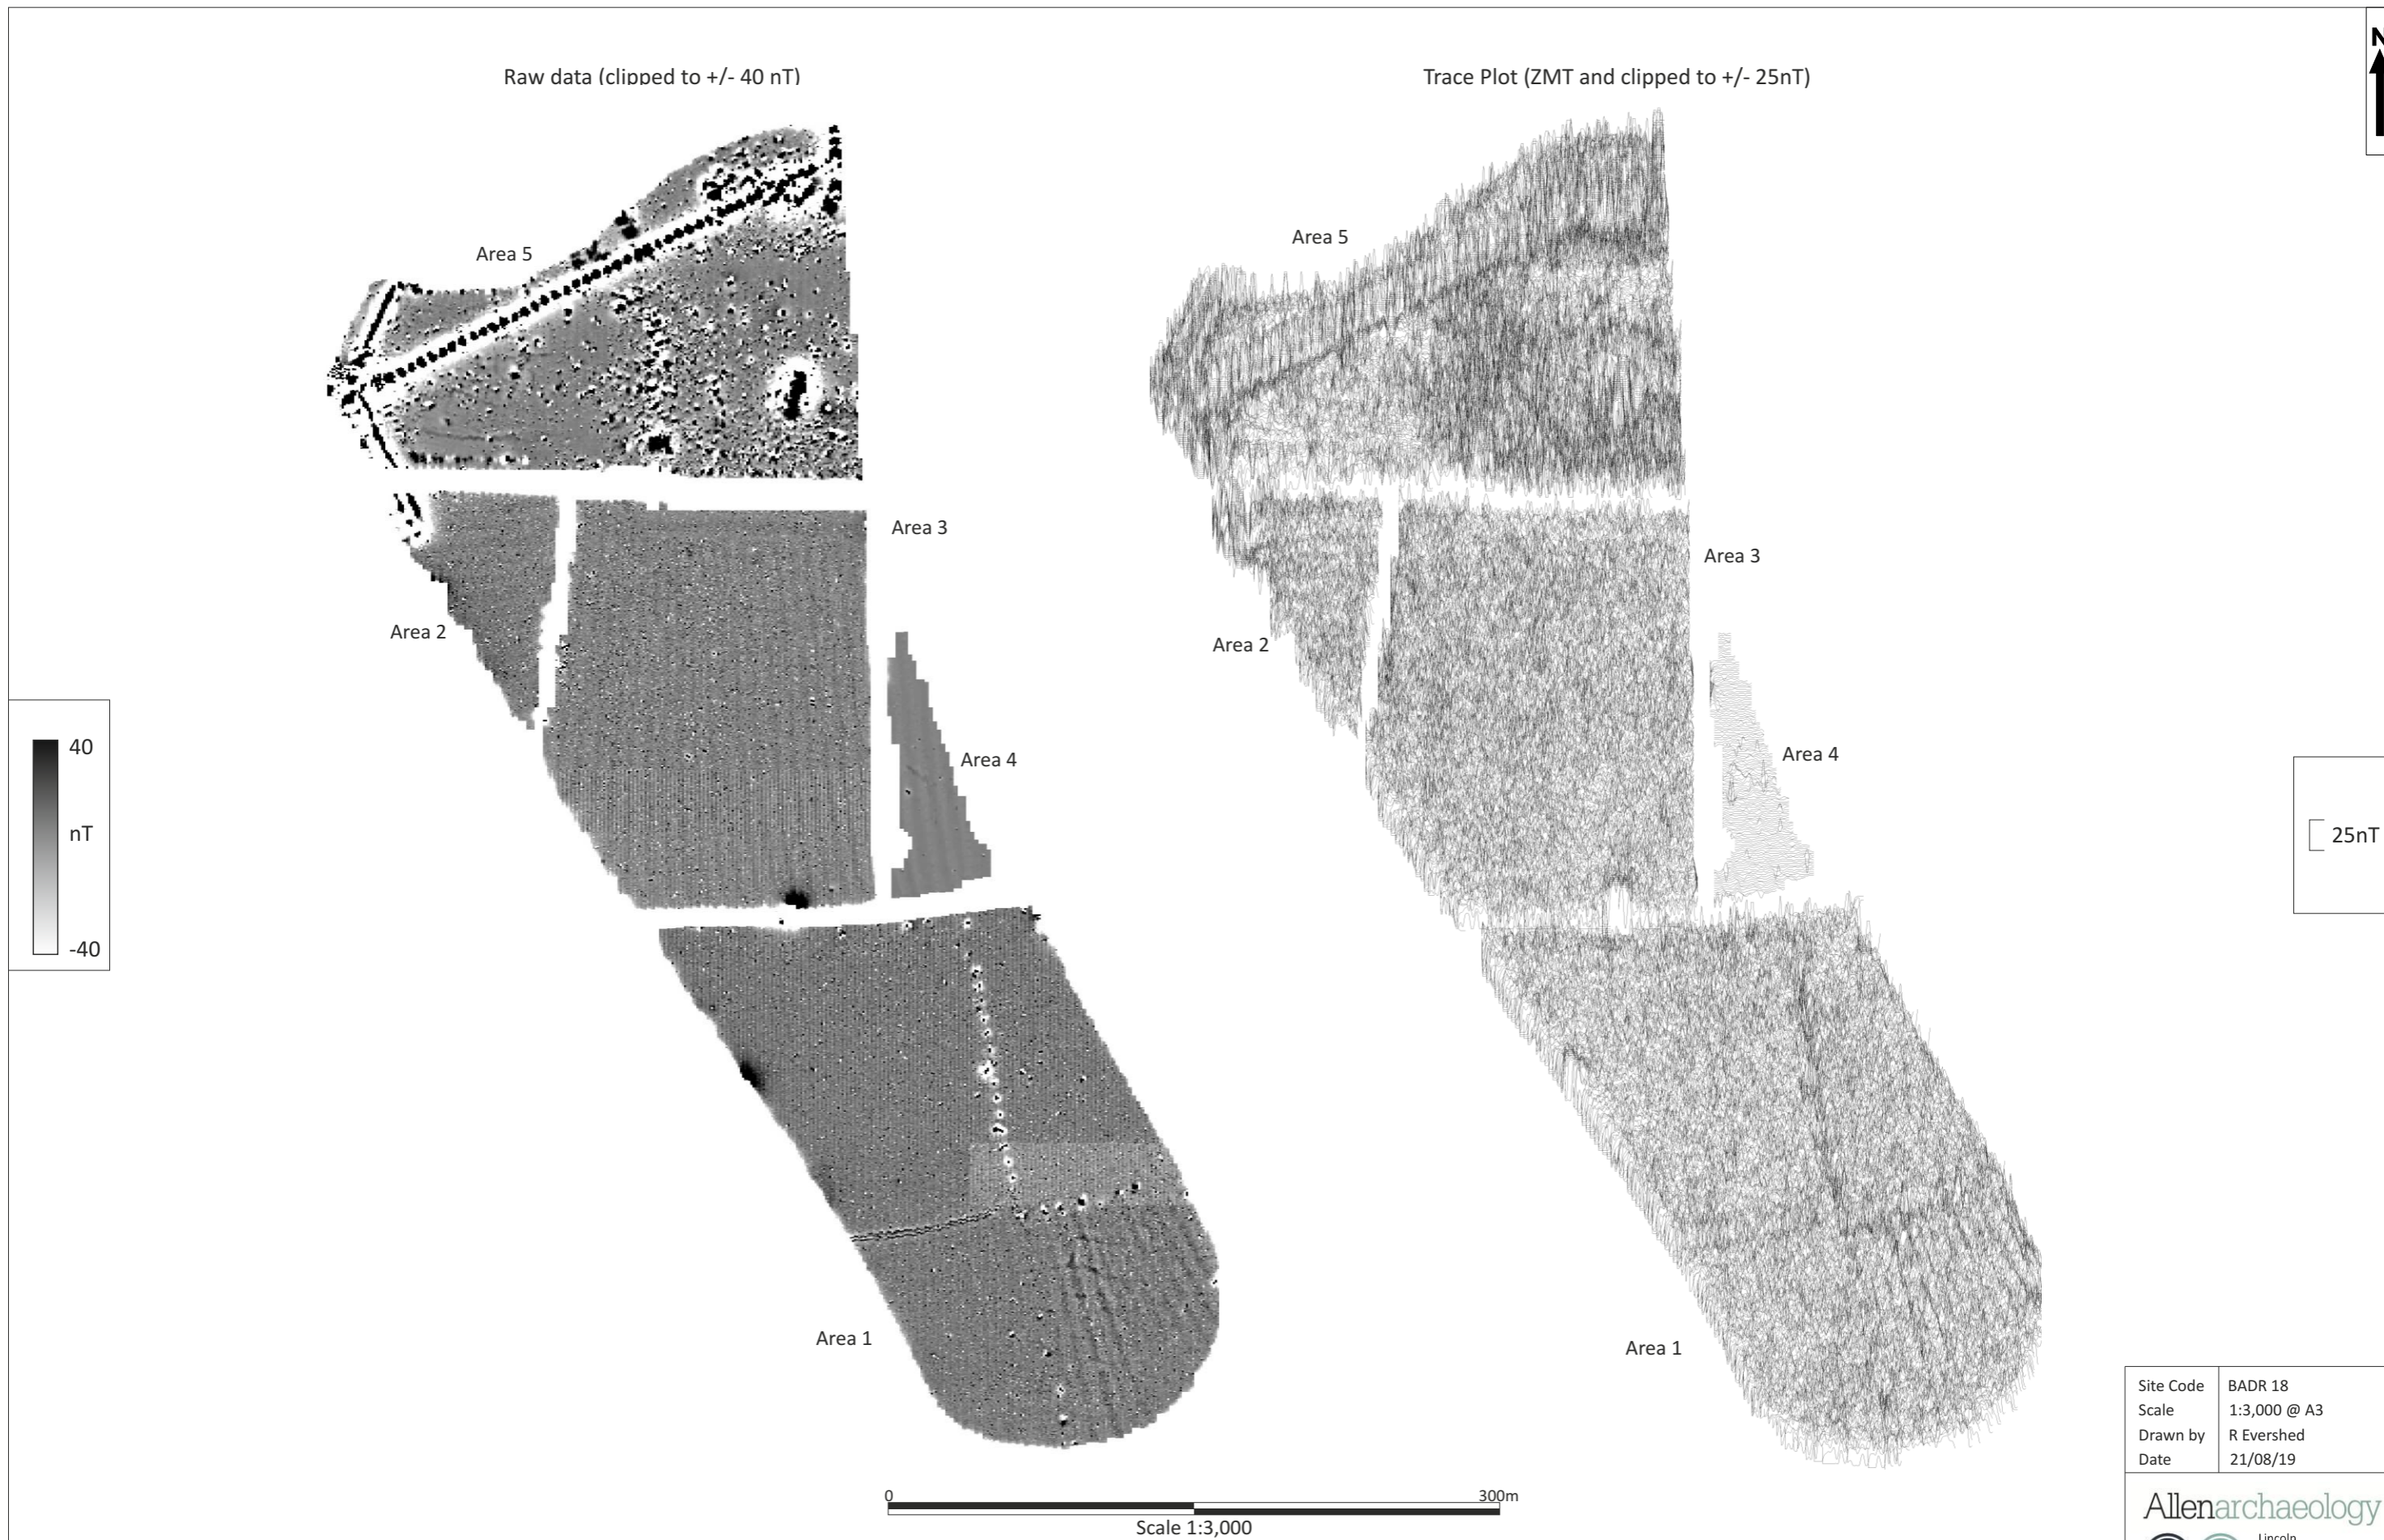 Raw data (clipped to +/- 40 nT)
Trace Plot (ZMT and clipped to +/- 25nT)
N
Area 5
Area 5
Area 3
Area 3
Area 2
Area 2
Area 4
Area 4
40
nT
-40
25nT
Area 1
Area 1
Site Code BADR 18
Scale 1:3,000 @ A3
Drawn by R Evershed
Date 21/08/19
0 300m
Scale 1:3,000
Allenarchaeology
Lincoln